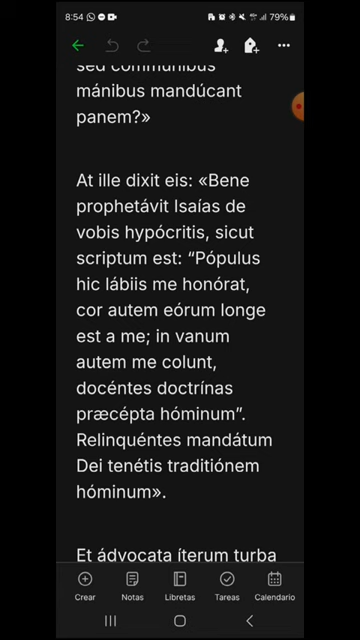 8:54
79%
sed communibus
mánibus mandúcant
panem?»
At ille dixit eis: «Bene
prophetávit Isaías de
vobis hypócritis, sicut
scriptum est: “Pópulus
hic lábiis me honórat,
cor autem eórum longe
est a me; in vanum
autem me colunt,
docéntes doctrínas
præcépta hóminum”.
Relinquéntes mandátum
Dei tenétis traditiónem
hóminum».
Et ádvocata íterum turba
Crear Notas Libretas Tareas Calendario